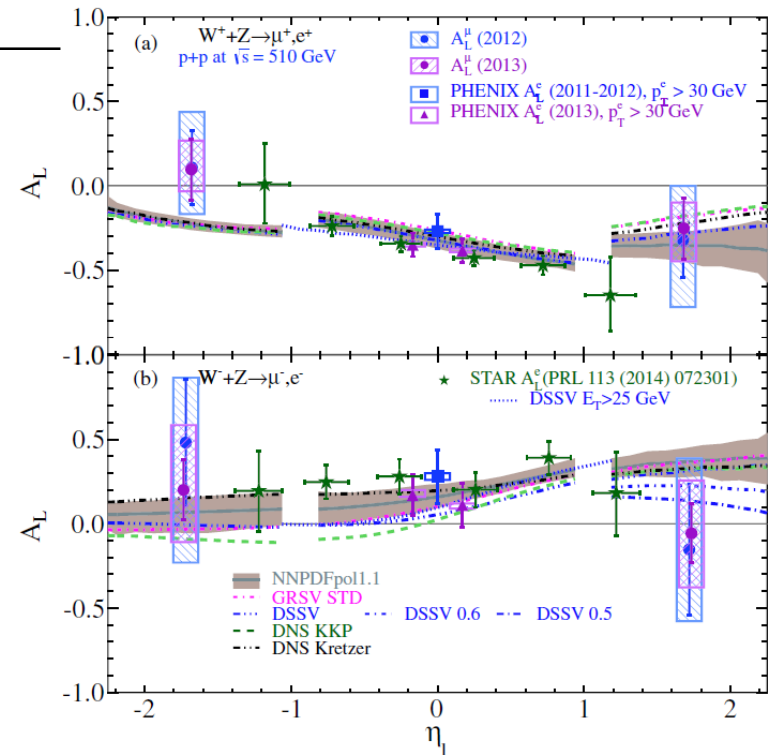 1.0
(a)
W⁺+Z→μ⁺,e⁺
p+p at √s = 510 GeV
A_L^μ (2012)
A_L^μ (2013)
PHENIX A_L^e (2011-2012), p_T^e > 30 GeV
PHENIX A_L^e (2013), p_T^e > 30 GeV
0.5
A_L
0.0
-0.5
-1.0
1.0
(b)
W⁻+Z→μ⁻,e⁻
STAR A_L^e(PRL 113 (2014) 072301)
DSSV E_T>25 GeV
0.5
A_L
0.0
NNPDFpol1.1
GRSV STD
-0.5
DSSV DSSV 0.6 DSSV 0.5
DNS KKP
DNS Kretzer
-1.0
-2 -1 0 1 2
η_l